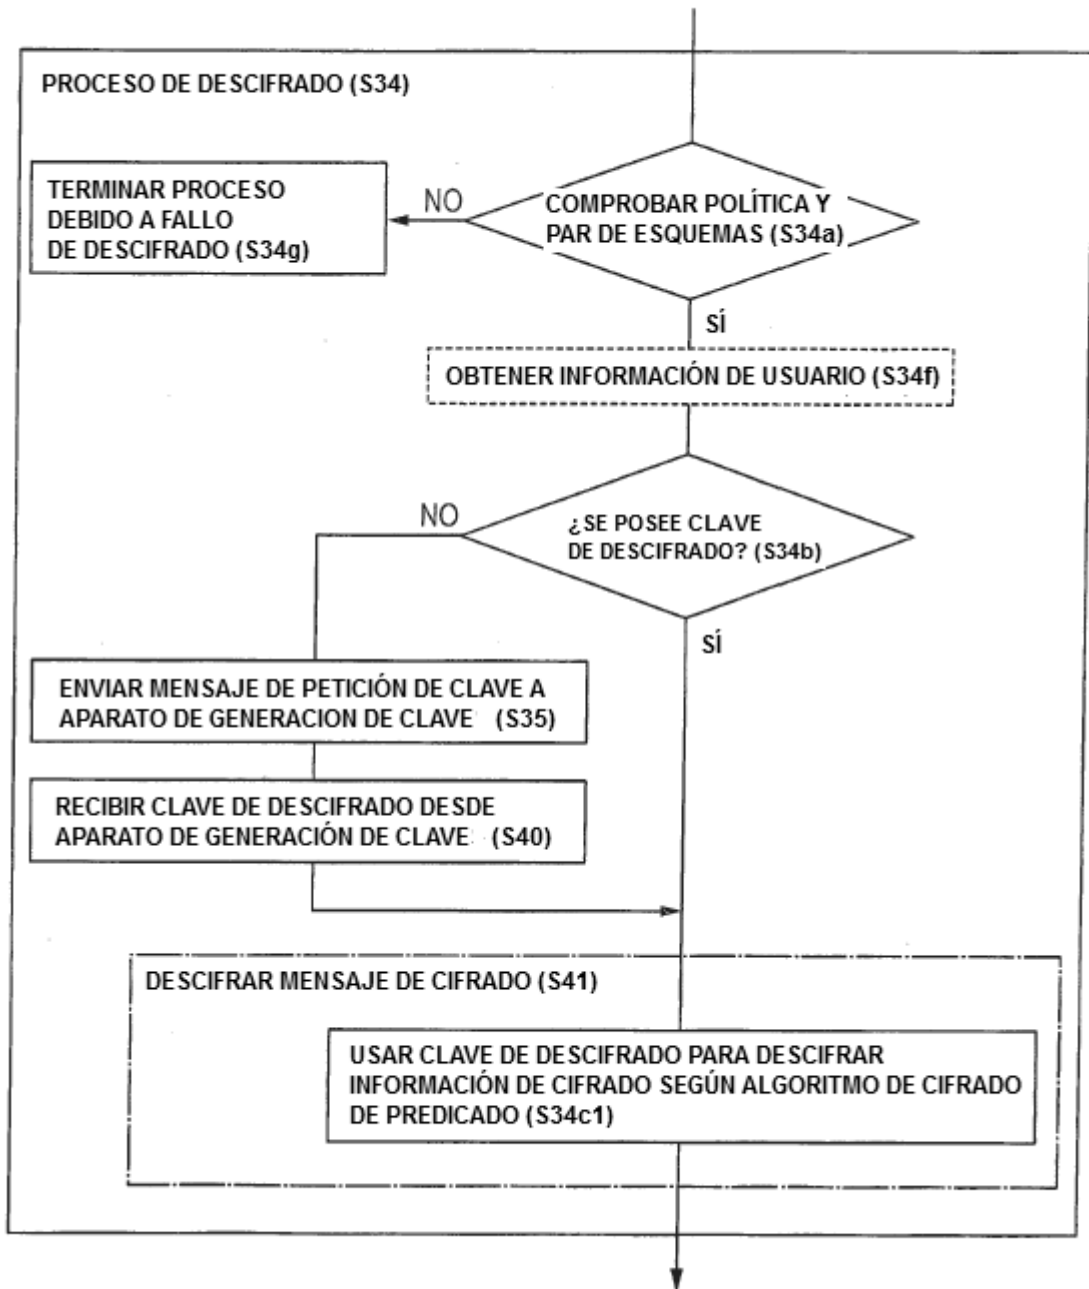 PROCESO DE DESCIFRADO (S34)
TERMINAR PROCESO
DEBIDO A FALLO
DE DESCIFRADO (S34g)
NO
COMPROBAR POLÍTICA Y
PAR DE ESQUEMAS (S34a)
SÍ
OBTENER INFORMACIÓN DE USUARIO (S34f)
NO
¿SE POSEE CLAVE
DE DESCIFRADO? (S34b)
SÍ
ENVIAR MENSAJE DE PETICIÓN DE CLAVE A
APARATO DE GENERACION DE CLAVE (S35)
RECIBIR CLAVE DE DESCIFRADO DESDE
APARATO DE GENERACIÓN DE CLAVE (S40)
DESCIFRAR MENSAJE DE CIFRADO (S41)
USAR CLAVE DE DESCIFRADO PARA DESCIFRAR
INFORMACIÓN DE CIFRADO SEGÚN ALGORITMO DE CIFRADO
DE PREDICADO (S34c1)